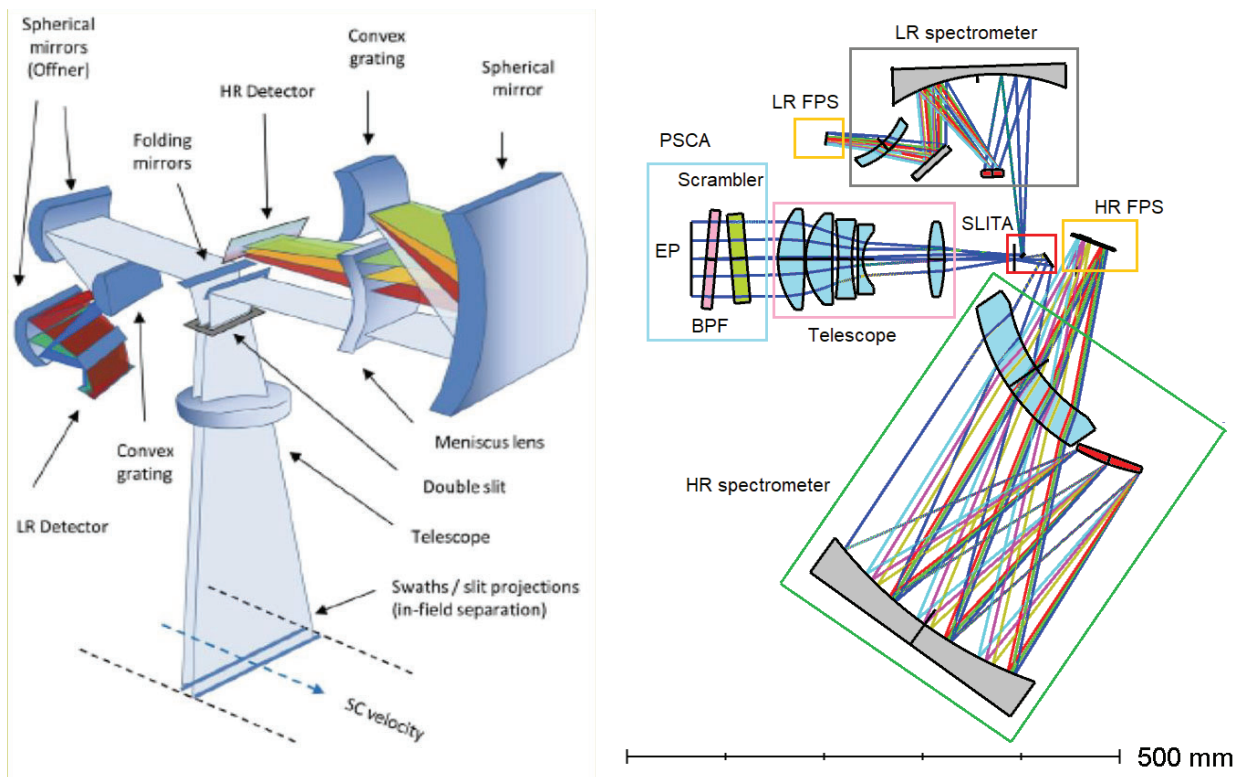 Spherical
mirrors
(Offner)
Folding
mirrors
HR Detector
Convex
grating
Spherical
mirror
Convex
grating
LR Detector
Meniscus lens
Double slit
Telescope
Swaths / slit projections
(in-field separation)
SC velocity
LR spectrometer
LR FPS
PSCA
Scrambler
EP
BPF
Telescope
SLITA
HR FPS
HR spectrometer
500 mm